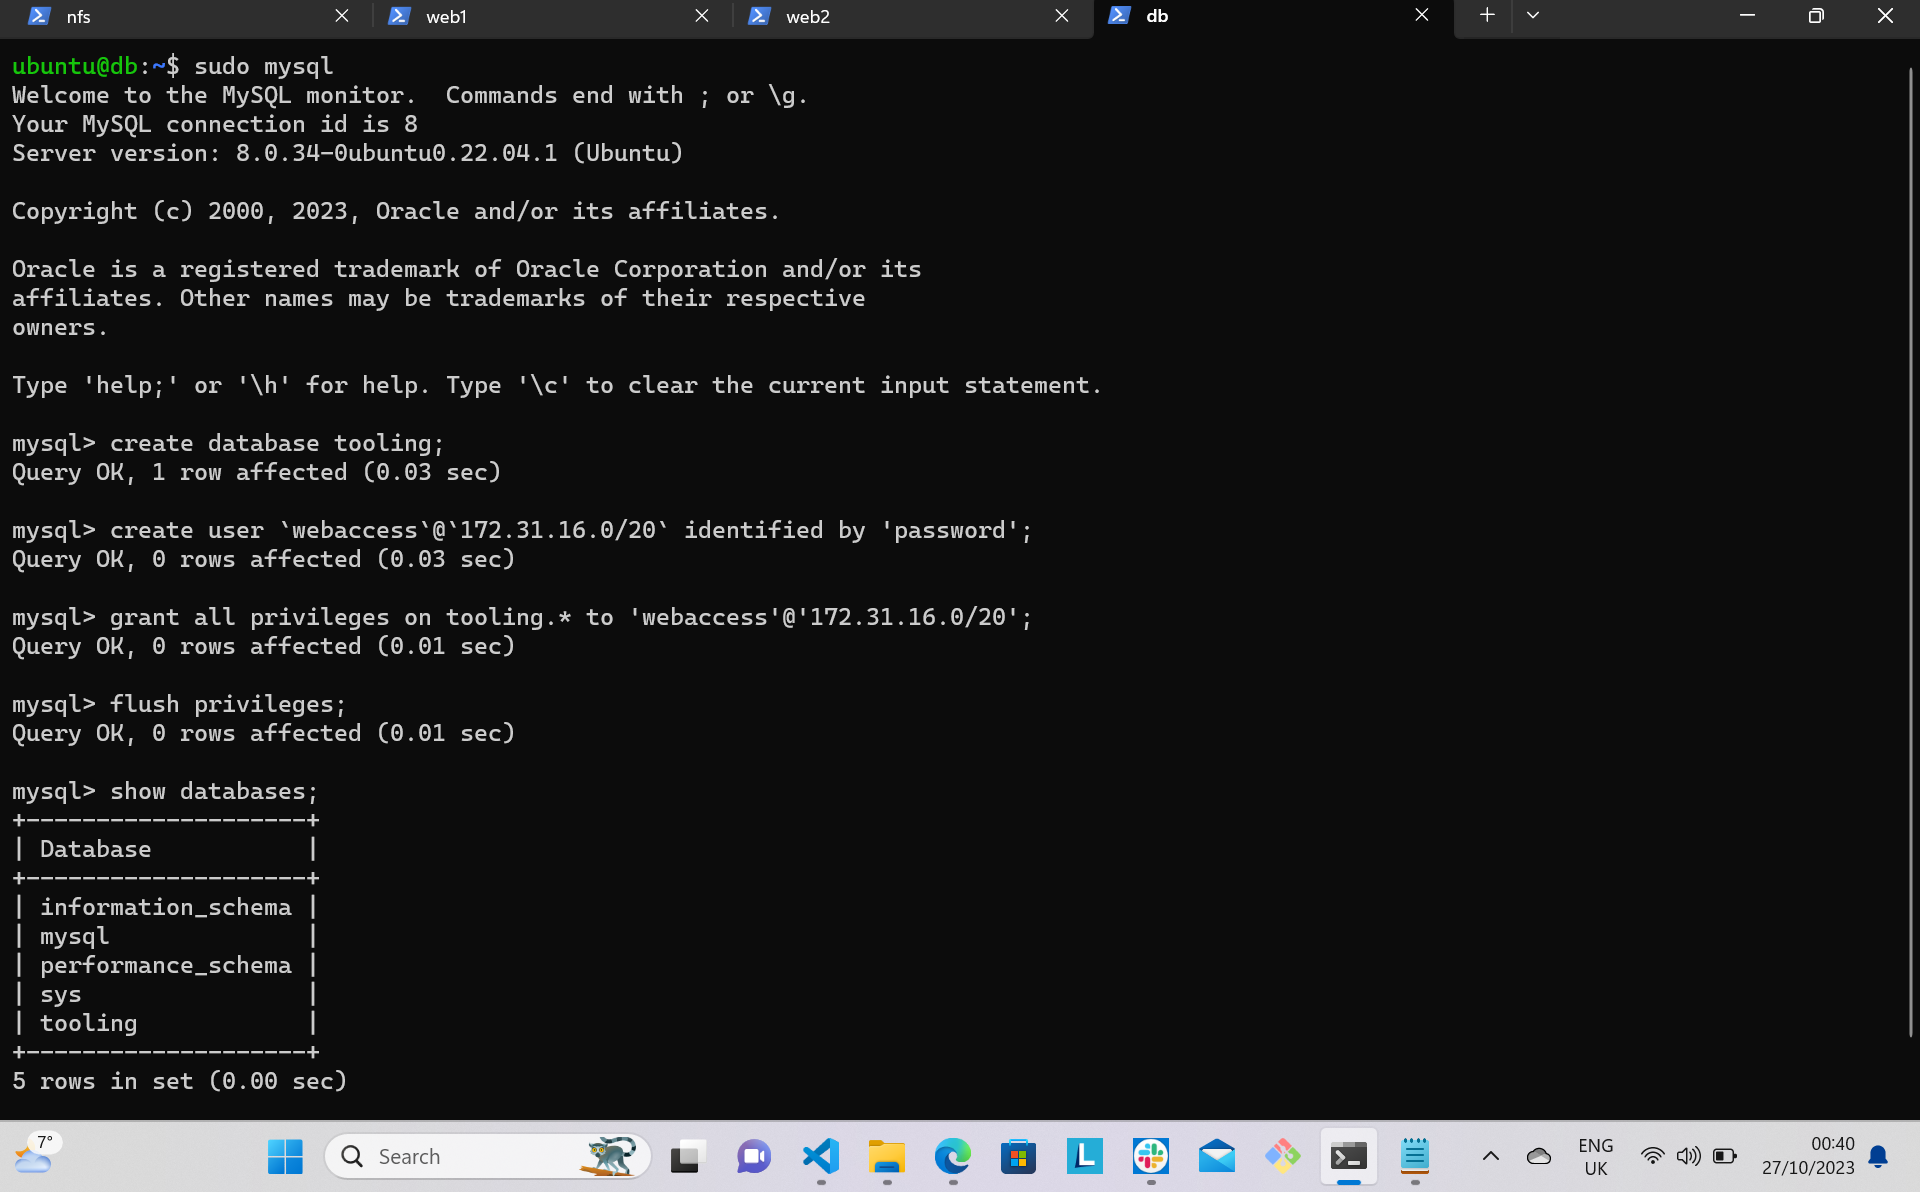 nfs
web1
web2
db
ubuntu@db:~$ sudo mysql
Welcome to the MySQL monitor.  Commands end with ; or \g.
Your MySQL connection id is 8
Server version: 8.0.34-0ubuntu0.22.04.1 (Ubuntu)
Copyright (c) 2000, 2023, Oracle and/or its affiliates.
Oracle is a registered trademark of Oracle Corporation and/or its
affiliates. Other names may be trademarks of their respective
owners.
Type 'help;' or '\h' for help. Type '\c' to clear the current input statement.
mysql> create database tooling;
Query OK, 1 row affected (0.03 sec)
mysql> create user `webaccess`@`172.31.16.0/20` identified by 'password';
Query OK, 0 rows affected (0.03 sec)
mysql> grant all privileges on tooling.* to 'webaccess'@'172.31.16.0/20';
Query OK, 0 rows affected (0.01 sec)
mysql> flush privileges;
Query OK, 0 rows affected (0.01 sec)
mysql> show databases;
+--------------------+
| Database           |
+--------------------+
| information_schema |
| mysql              |
| performance_schema |
| sys                |
| tooling            |
+--------------------+
5 rows in set (0.00 sec)
7°
Search
L
ENG
UK
00:40
27/10/2023